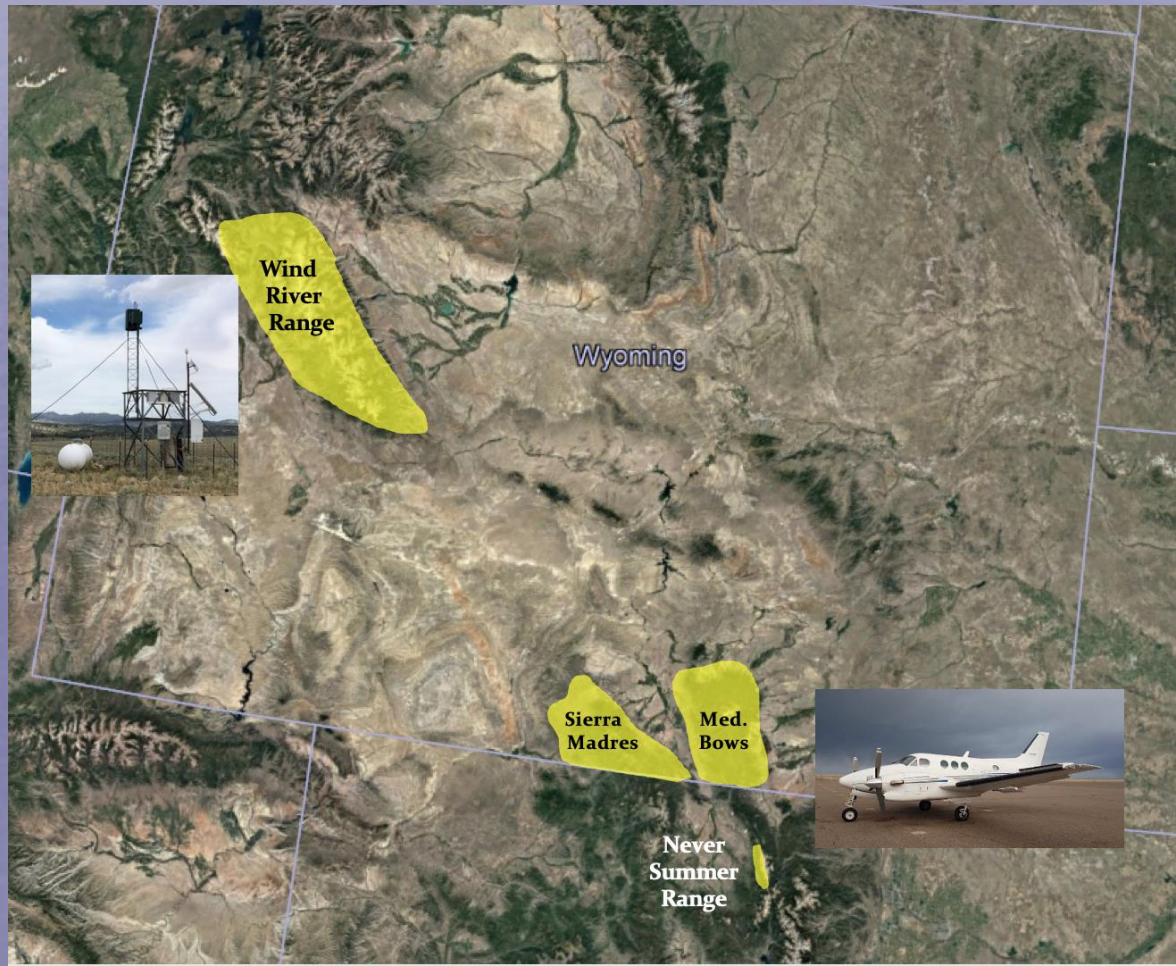 Wind
River
Range
Wyoming
Sierra
Madres
Med.
Bows
Never
Summer
Range